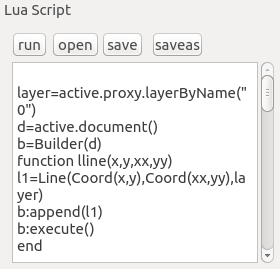 Lua Script
run open save saveas
layer=active.proxy.layerByName("
0")
d=active.document()
b=Builder(d)
function lline(x,y,xx,yy)
l1=Line(Coord(x,y),Coord(xx,yy),la
yer)
b:append(l1)
b:execute()
end